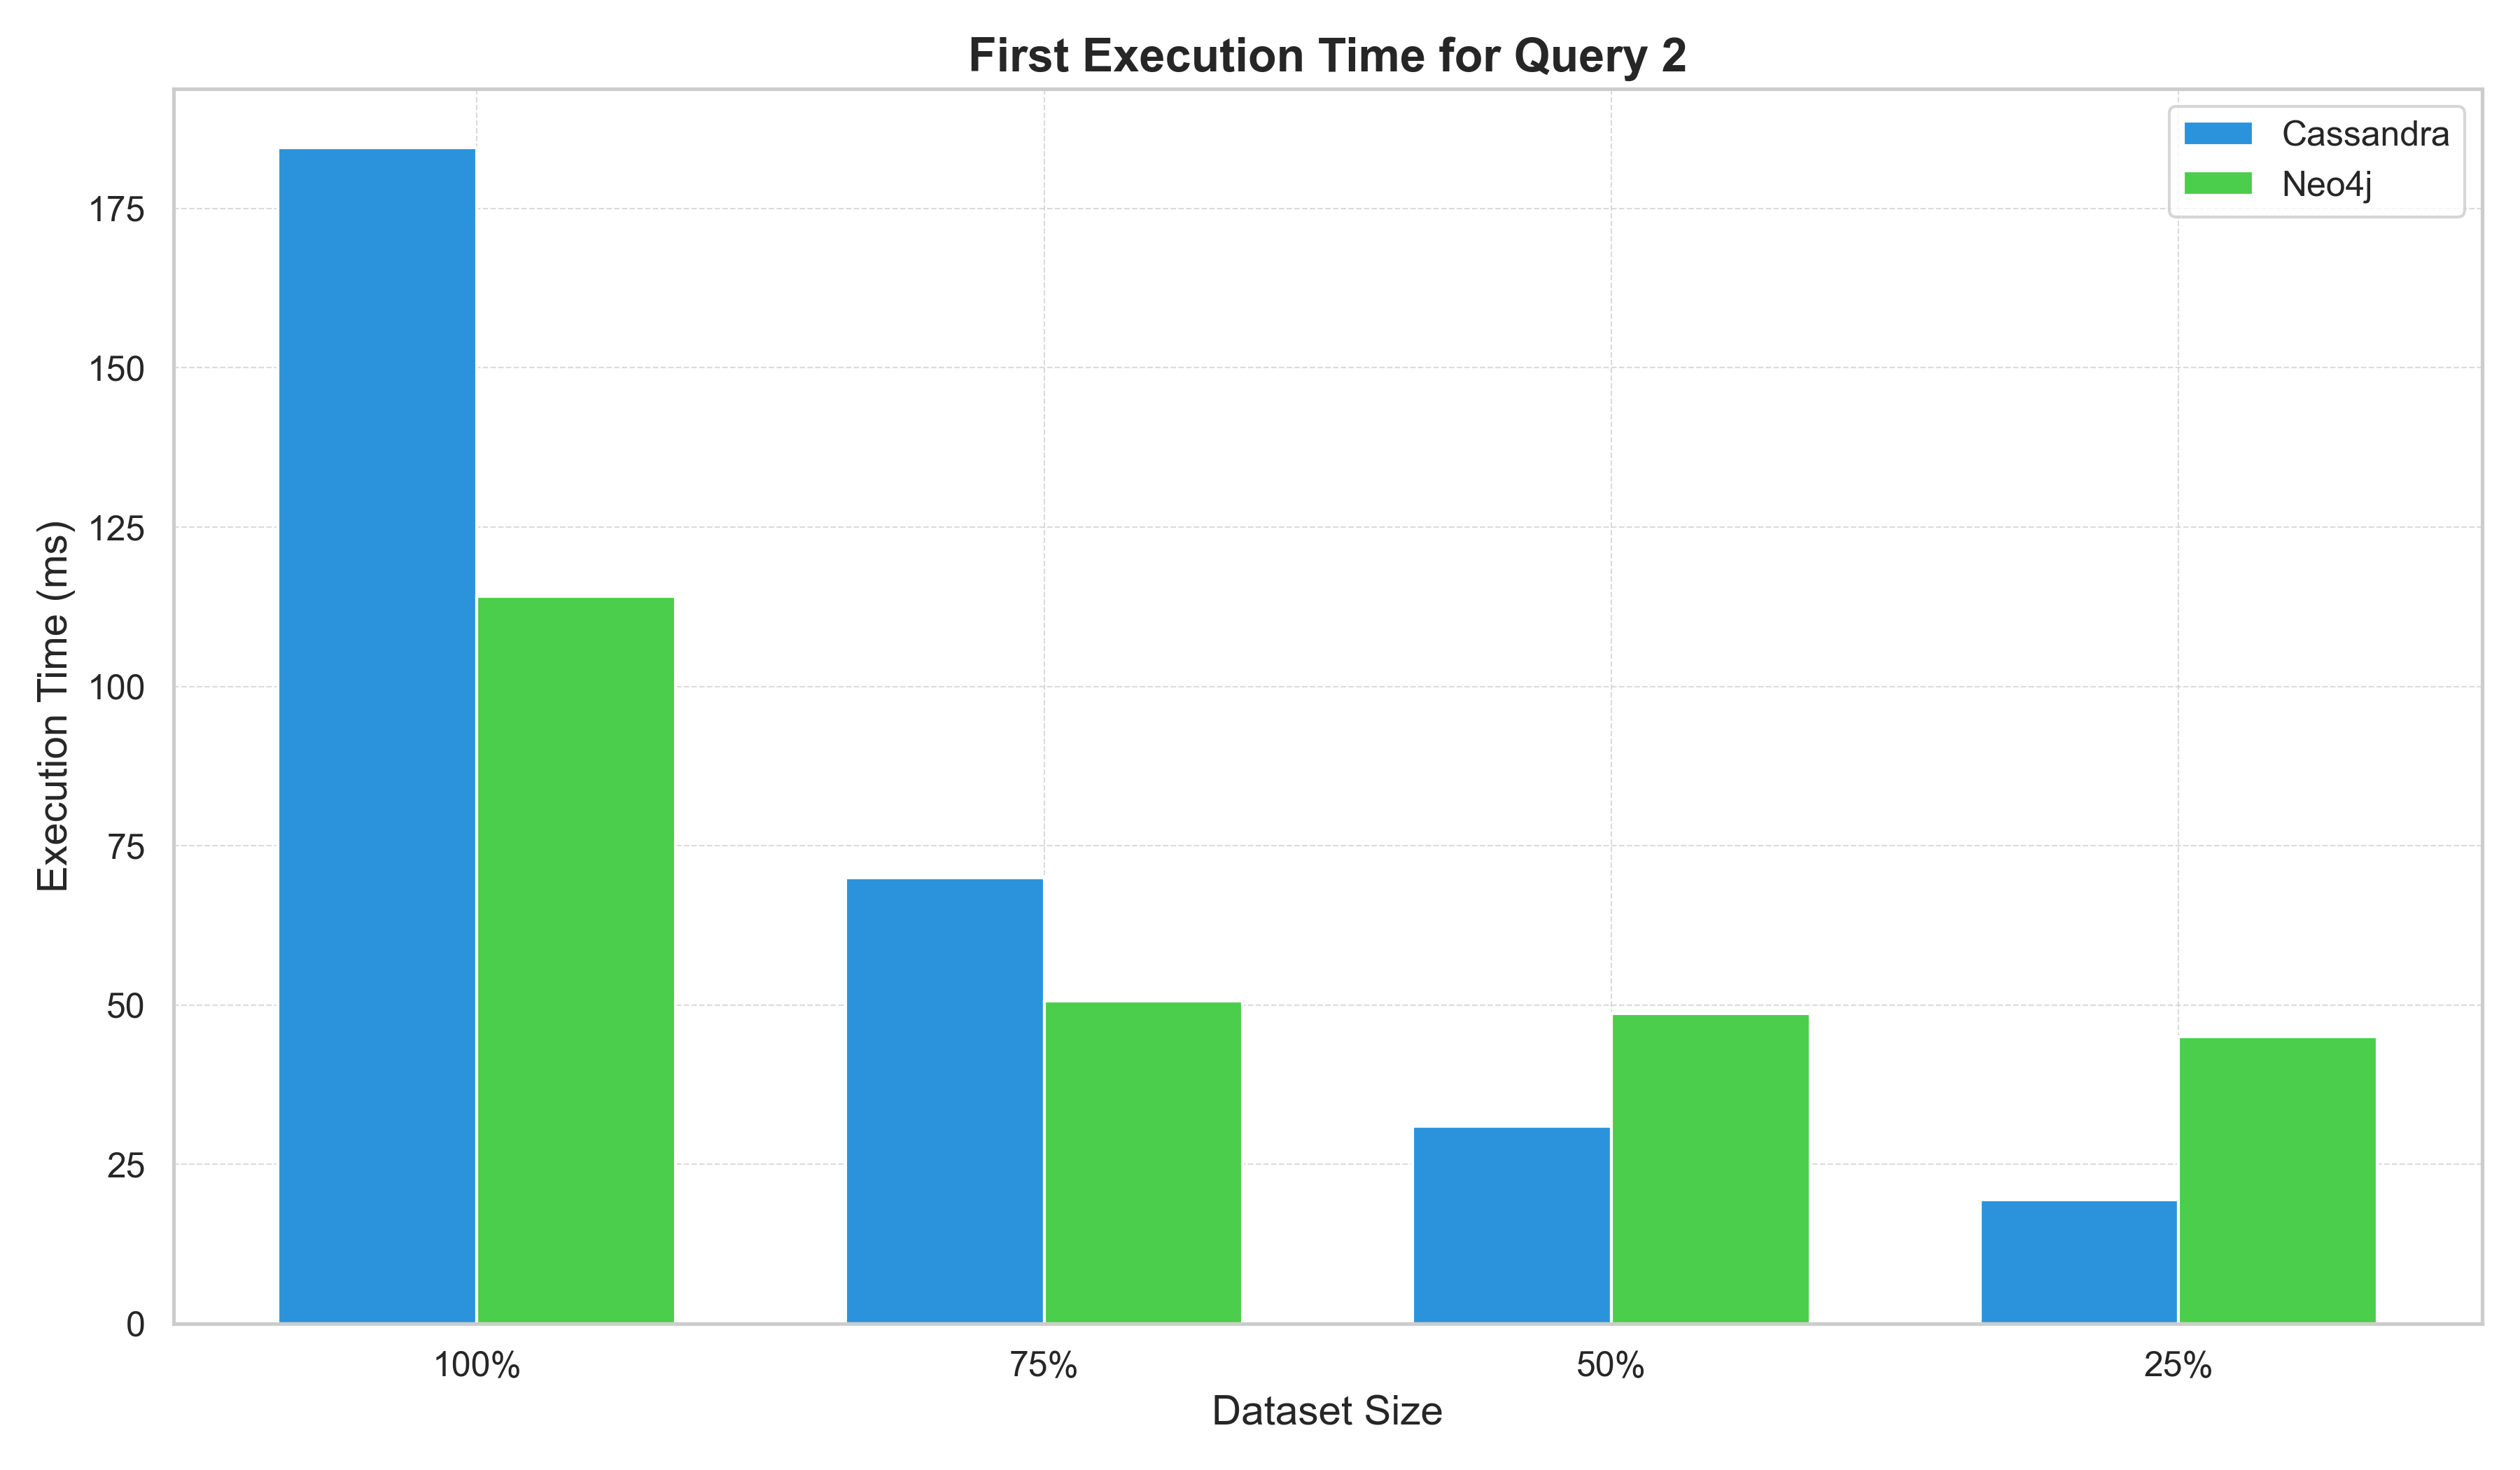 First Execution Time for Query 2
Cassandra
Neo4j
Execution Time (ms)
175
150
125
100
75
50
25
0
100%
75%
50%
25%
Dataset Size